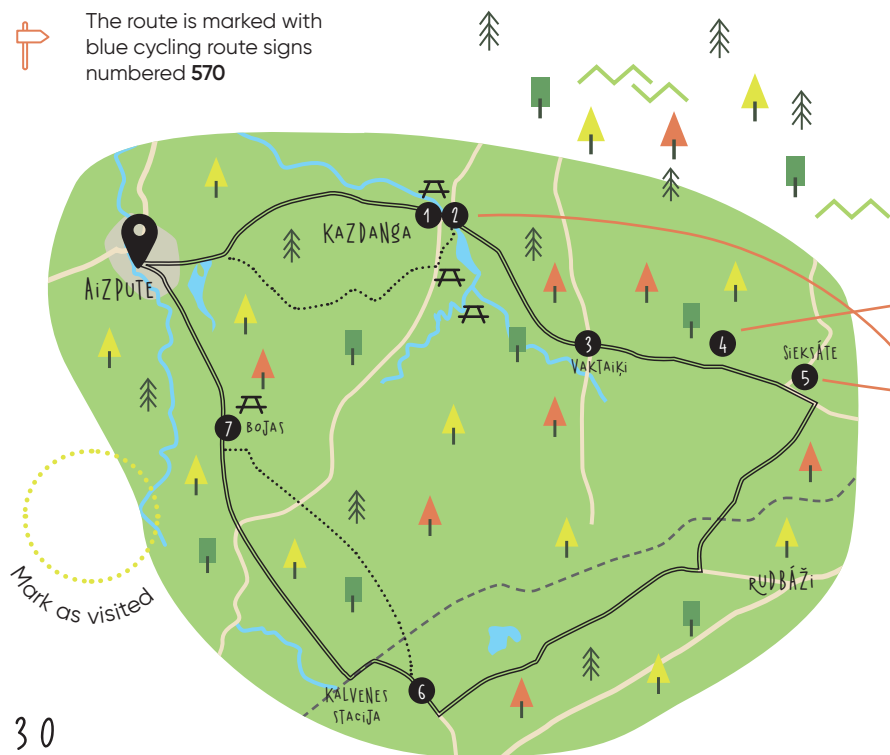 The route is marked with
blue cycling route signs
numbered 570
1 2
KAZDANGA
AiZPUTE
3
VAKTAIĶI
4
SiEKSĀTE
5
7 BOJAS
Mark as visited
RUDBĀŽI
6
KALVENES
STACIJA
30